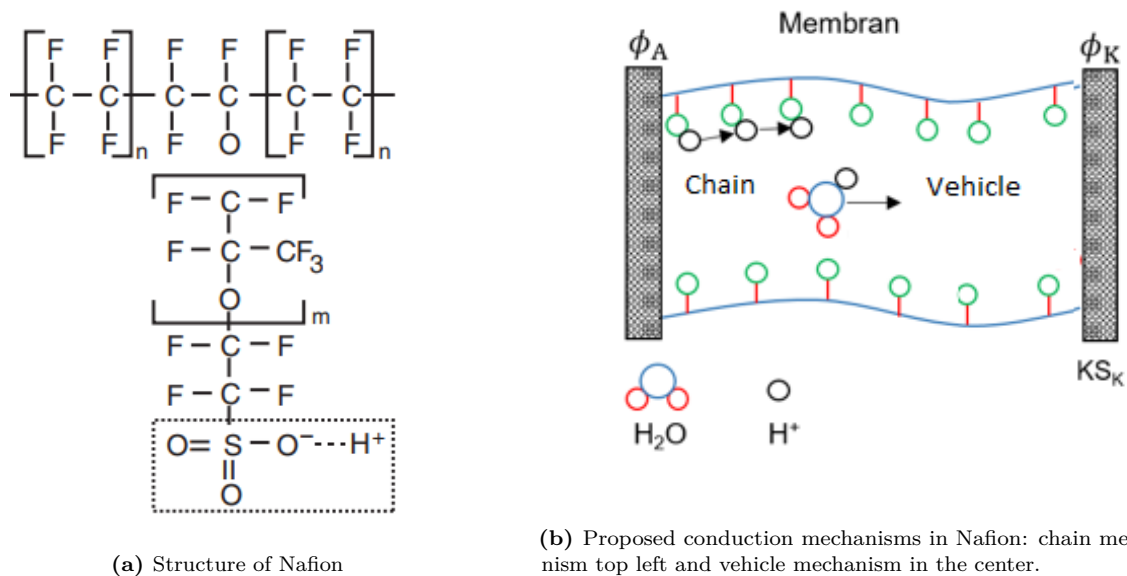 F F F F F F
C C C C C C
F F n F O F F n
F C F
F C CF3
O m
F C F
F C F
O= S O⁻ --- H⁺
O
(a) Structure of Nafion
Membran
ϕA ϕK
Chain Vehicle
KSK
H2O H⁺
(b) Proposed conduction mechanisms in Nafion: chain me
nism top left and vehicle mechanism in the center.